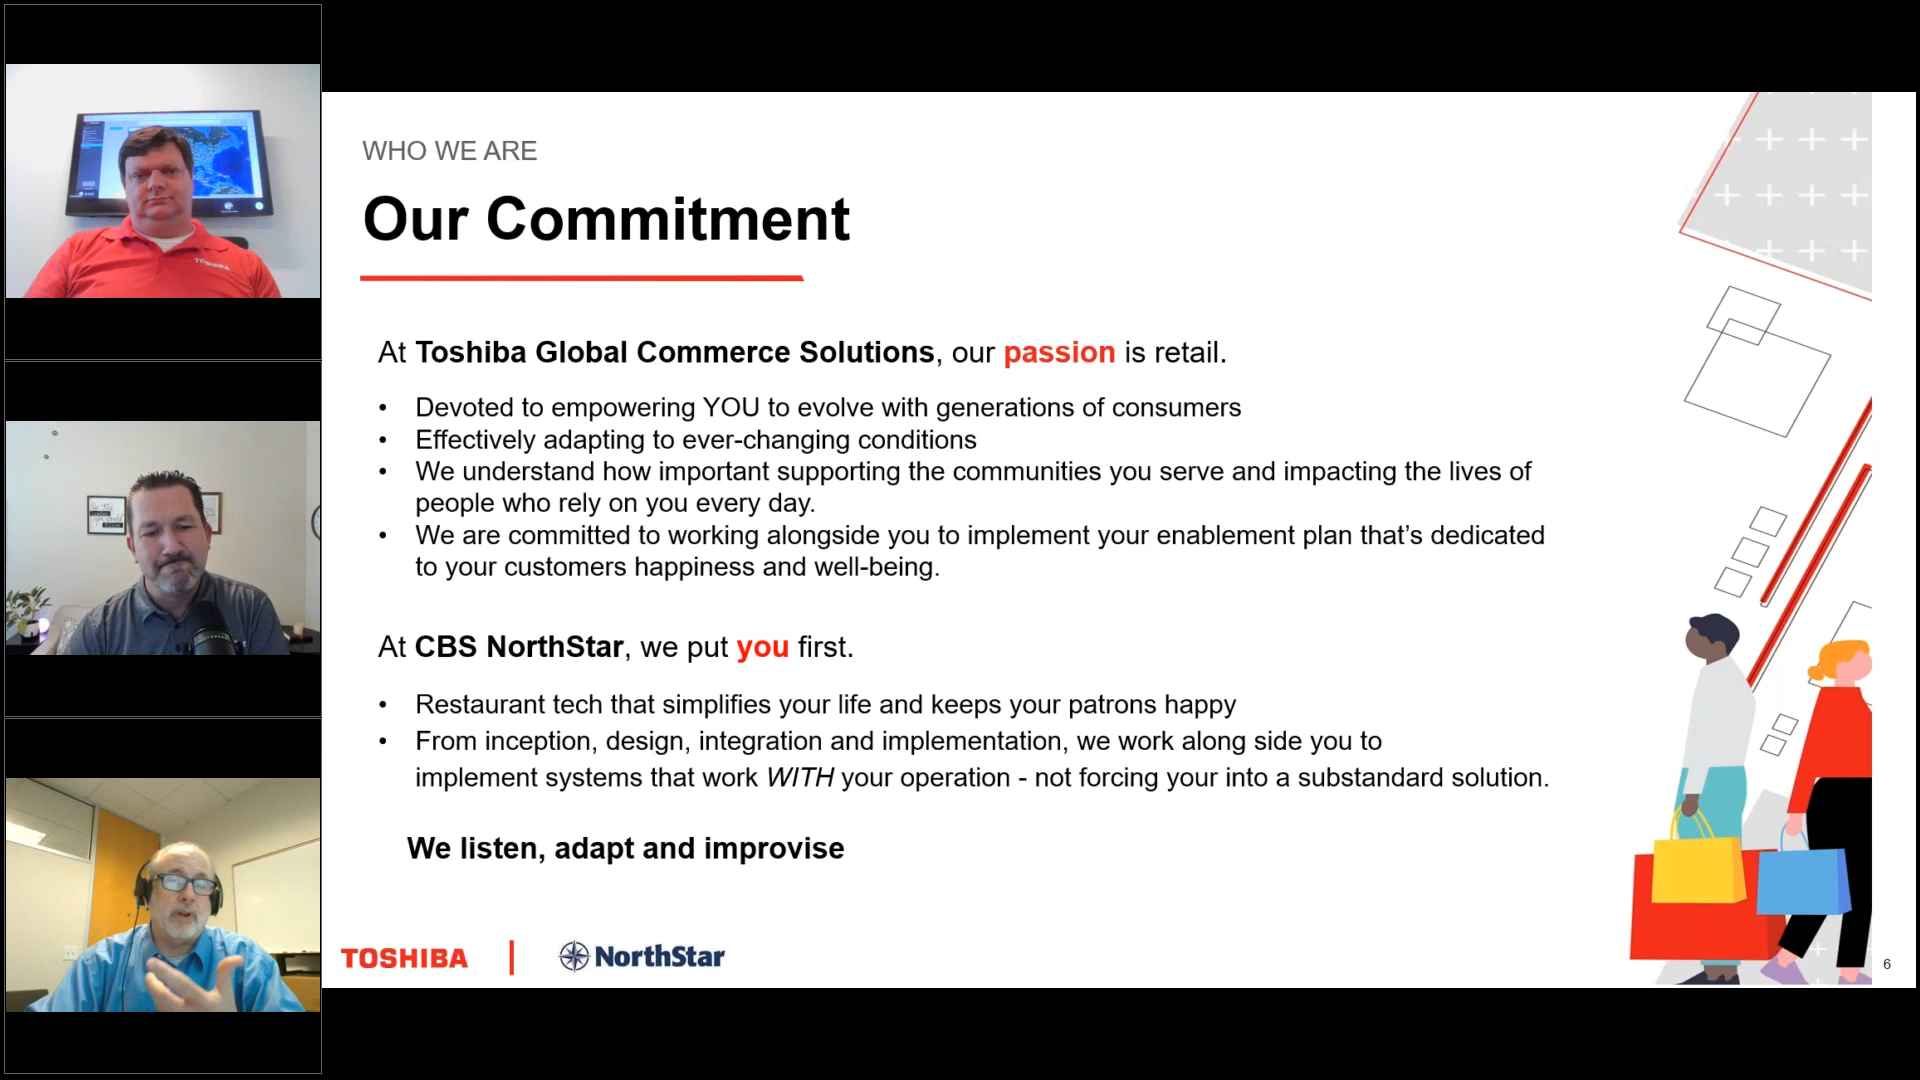 TOSHIBA
WHO WE ARE
Our Commitment
At Toshiba Global Commerce Solutions, our passion is retail.
• Devoted to empowering YOU to evolve with generations of consumers
• Effectively adapting to ever-changing conditions
• We understand how important supporting the communities you serve and impacting the lives of
people who rely on you every day.
• We are committed to working alongside you to implement your enablement plan that’s dedicated
to your customers happiness and well-being.
At CBS NorthStar, we put you first.
• Restaurant tech that simplifies your life and keeps your patrons happy
• From inception, design, integration and implementation, we work along side you to
implement systems that work WITH your operation - not forcing your into a substandard solution.
We listen, adapt and improvise
TOSHIBA | NorthStar
6